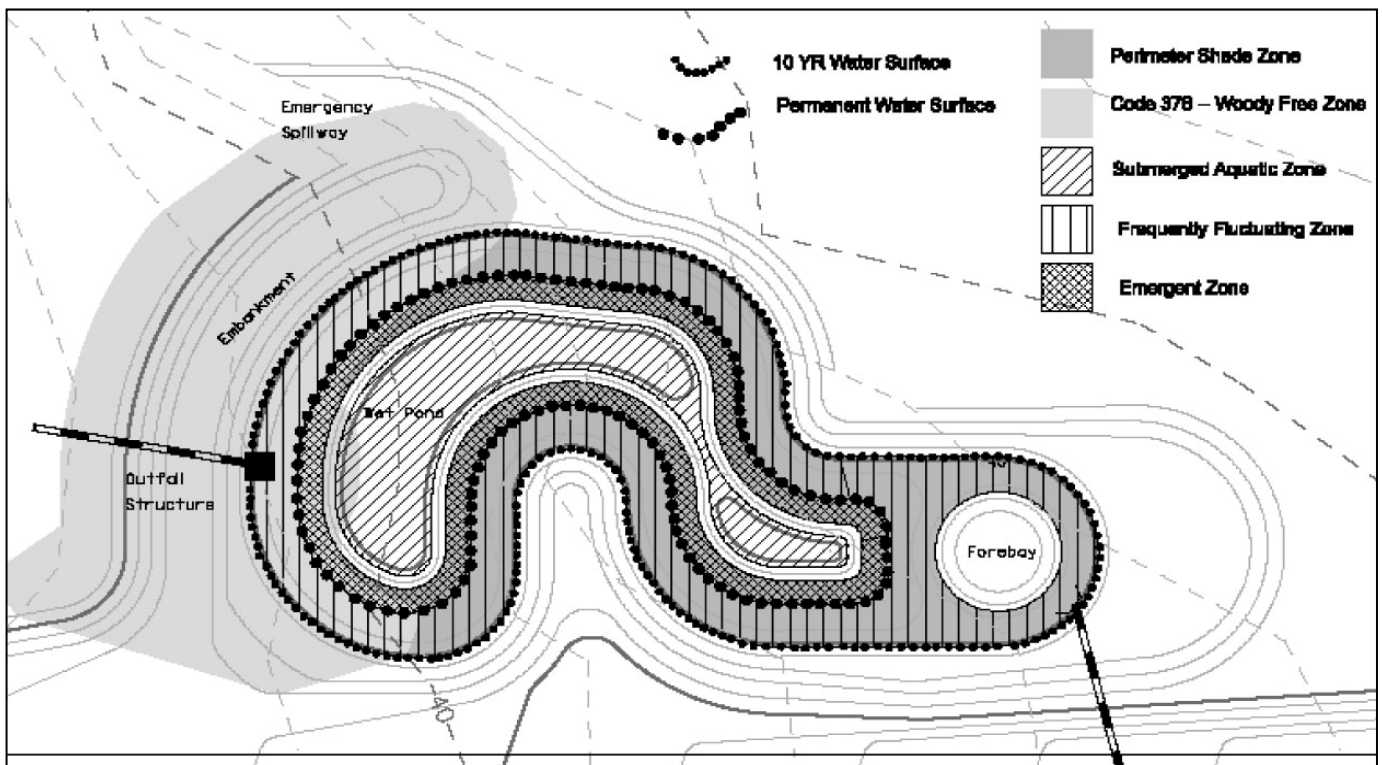 10 YR Water Surface
Permanent Water Surface
Perimeter Shade Zone
Code 378 – Woody Free Zone
Submerged Aquatic Zone
Frequently Fluctuating Zone
Emergent Zone
Emergency
Spillway
Embankment
Wet Pond
Outfall
Structure
Forebay
40